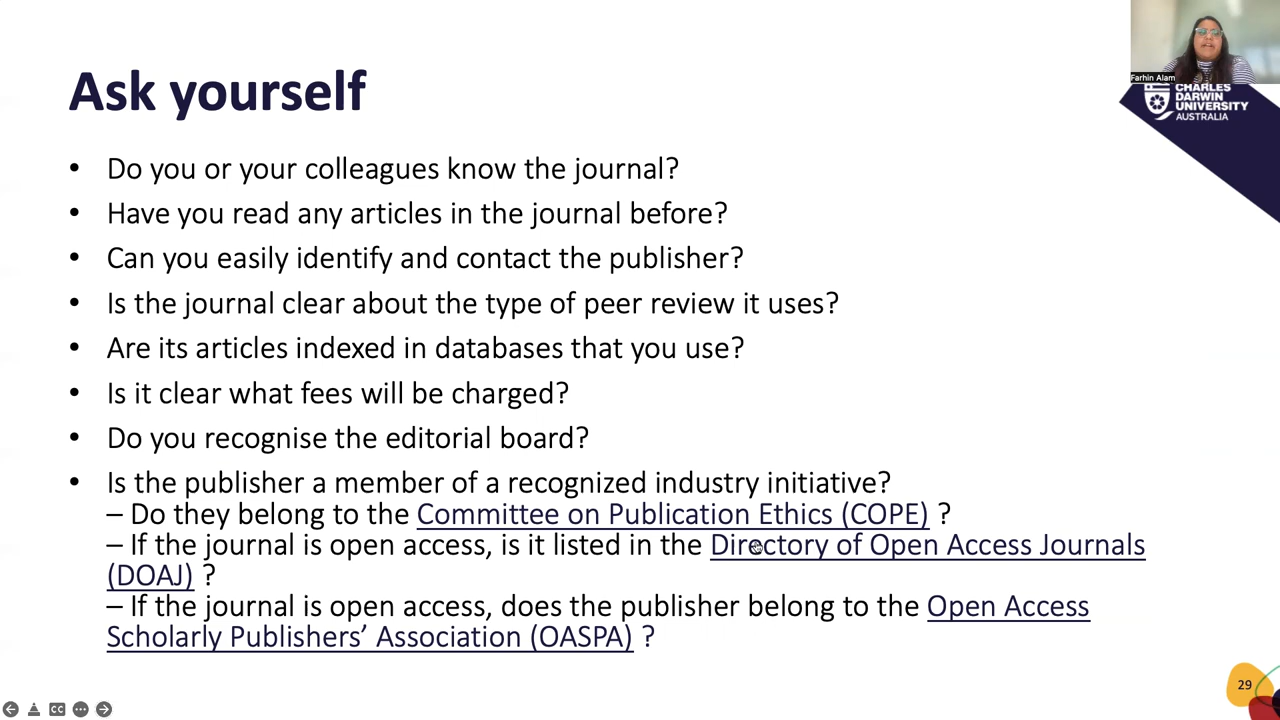 Ask yourself
Farhin Alam
CHARLES
DARWIN
UNIVERSITY
AUSTRALIA
• Do you or your colleagues know the journal?
• Have you read any articles in the journal before?
• Can you easily identify and contact the publisher?
• Is the journal clear about the type of peer review it uses?
• Are its articles indexed in databases that you use?
• Is it clear what fees will be charged?
• Do you recognise the editorial board?
• Is the publisher a member of a recognized industry initiative?
– Do they belong to the Committee on Publication Ethics (COPE) ?
– If the journal is open access, is it listed in the Directory of Open Access Journals
(DOAJ) ?
– If the journal is open access, does the publisher belong to the Open Access
Scholarly Publishers’ Association (OASPA) ?
29
CC